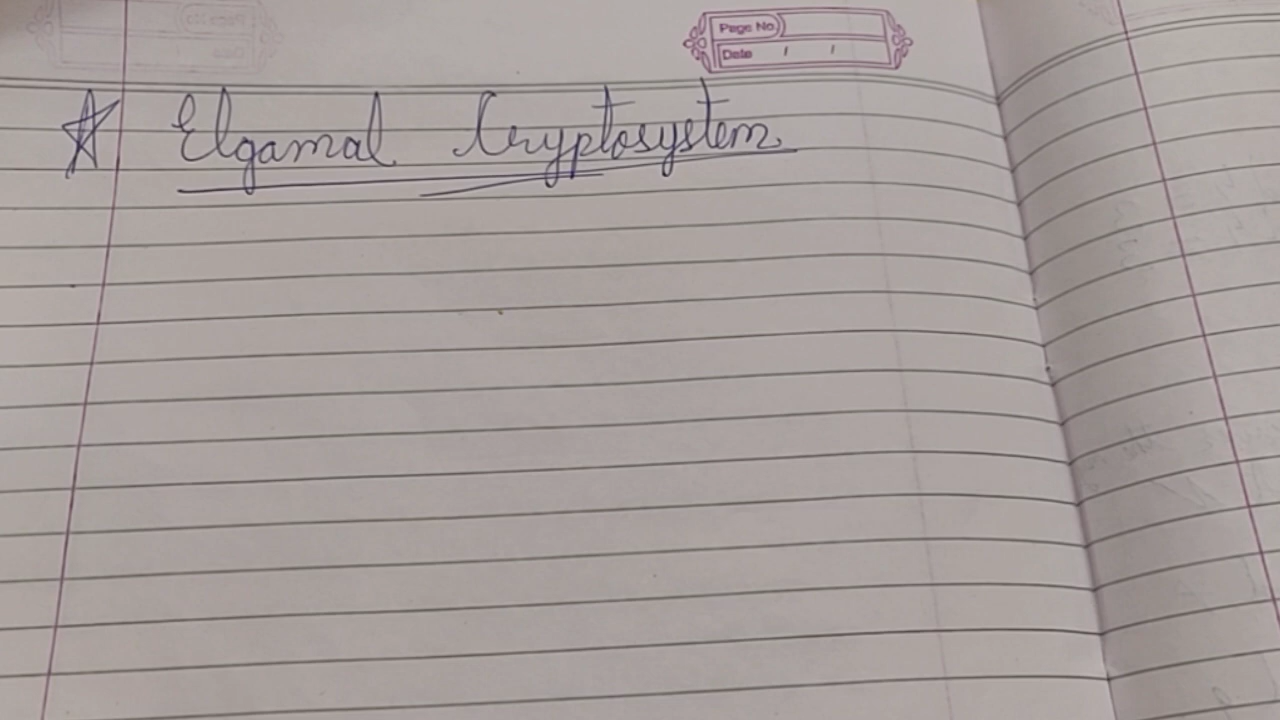 Page No
Date / /
☆ Elgamal Cryptosystem